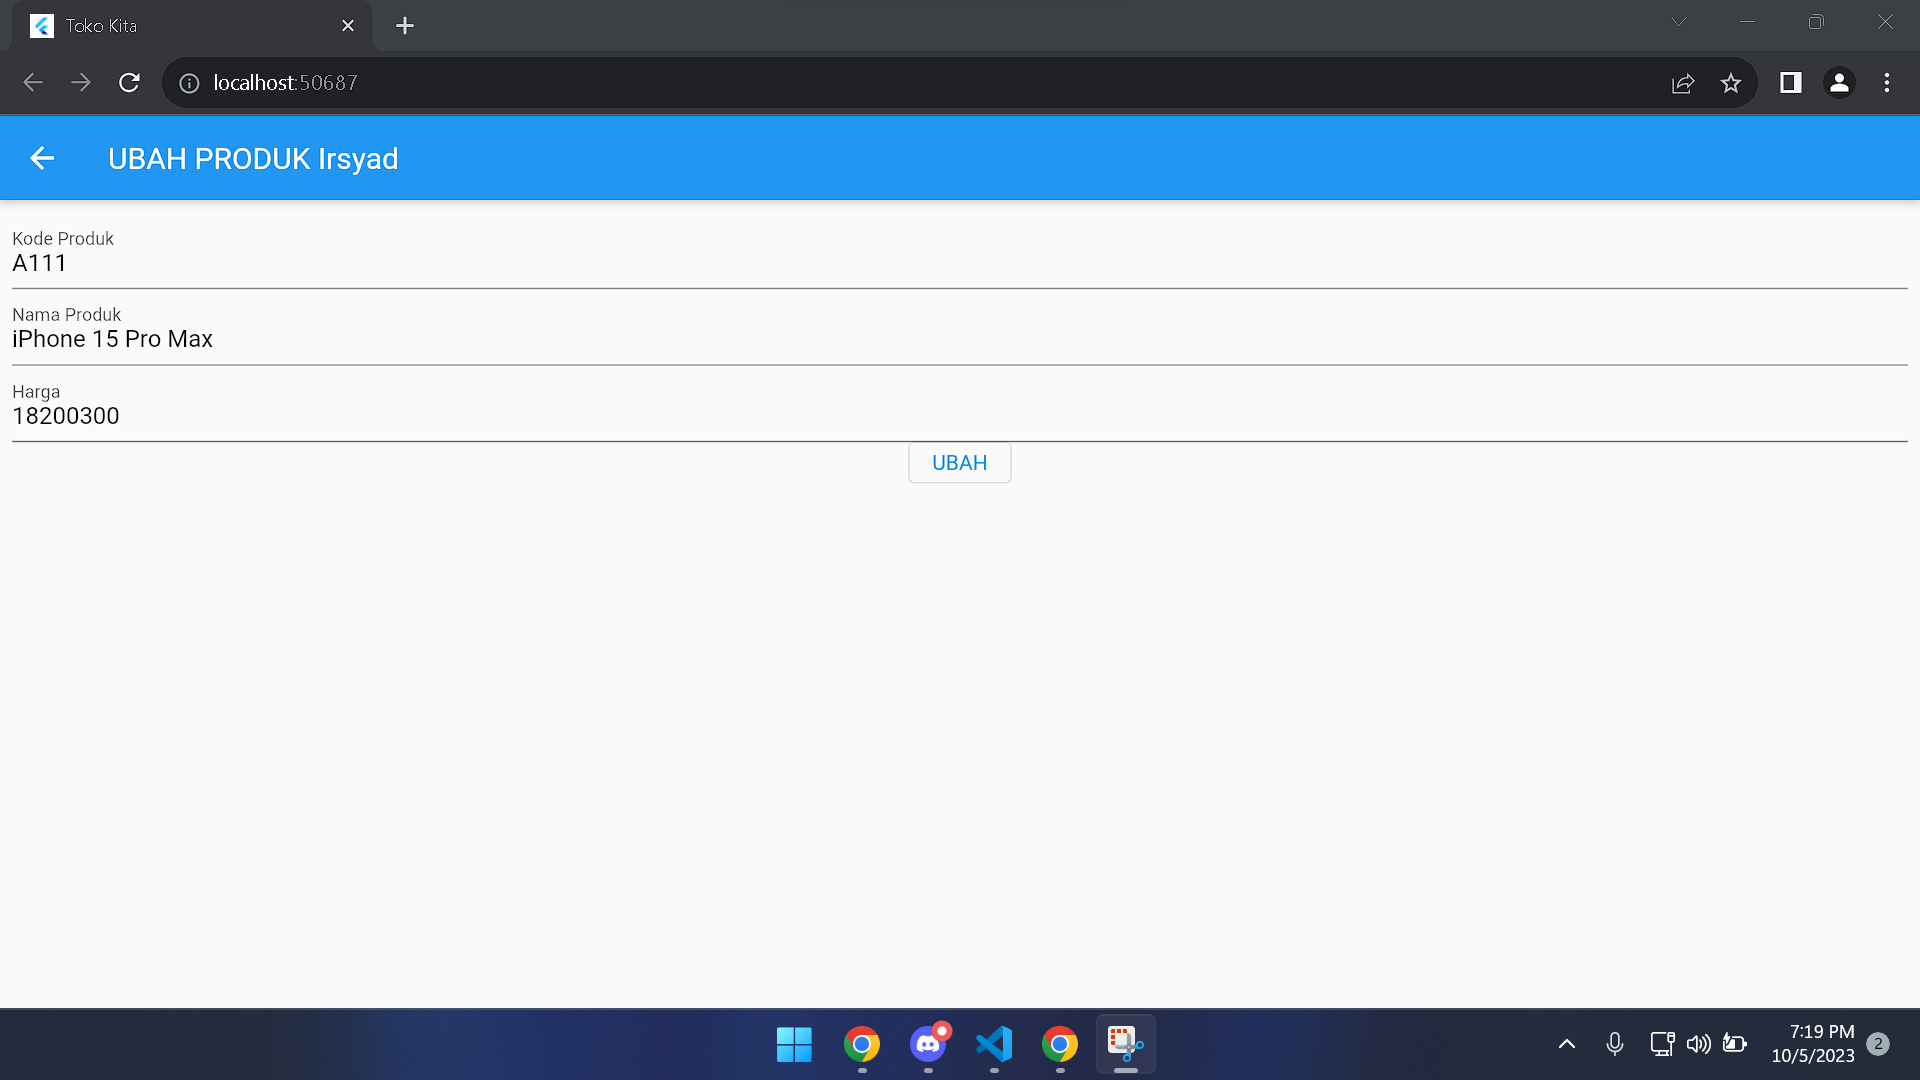 Toko Kita
localhost:50687
UBAH PRODUK Irsyad
Kode Produk
A111
Nama Produk
iPhone 15 Pro Max
Harga
18200300
UBAH
7:19 PM
10/5/2023
2